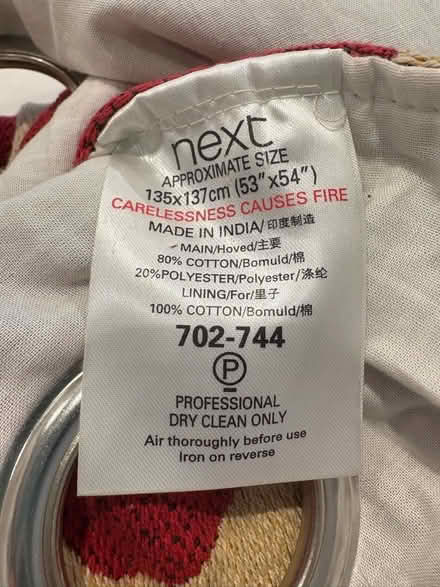 next
APPROXIMATE SIZE
135x137cm (53"x54")
CARELESSNESS CAUSES FIRE
MADE IN INDIA/印度制造
MAIN/Hoved/主要
80% COTTON/Bomuld/棉
20%POLYESTER/Polyester/涤纶
LINING/For/里子
100% COTTON/Bomuld/棉
702-744
P
PROFESSIONAL
DRY CLEAN ONLY
Air thoroughly before use
Iron on reverse